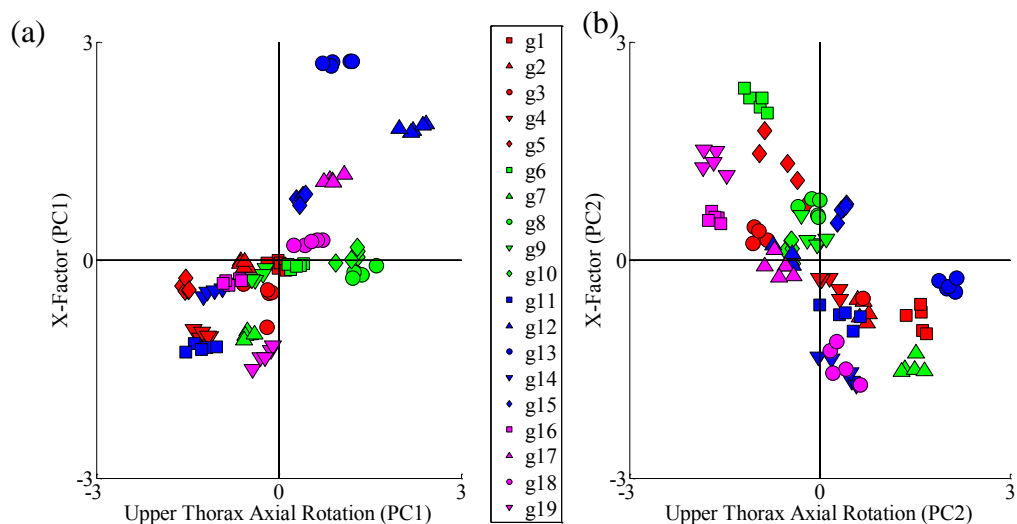 (a)
3
X-Factor (PC1)
0
-3
-3
0
3
Upper Thorax Axial Rotation (PC1)
g1
g2
g3
g4
g5
g6
g7
g8
g9
g10
g11
g12
g13
g14
g15
g16
g17
g18
g19
(b)
3
X-Factor (PC2)
0
-3
-3
0
3
Upper Thorax Axial Rotation (PC2)